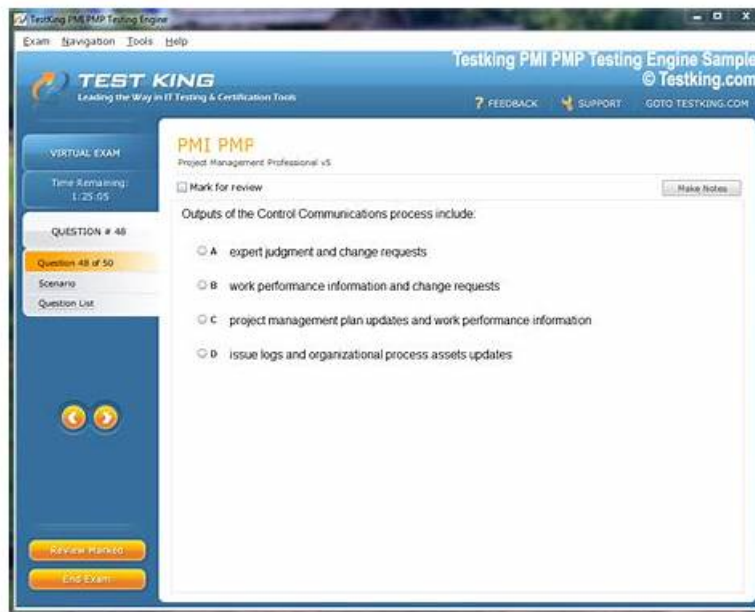 TestKing PMI PMP Testing Engine
Exam Navigation Tools Help
Testking PMI PMP Testing Engine Sample
© Testking.com
TEST KING
Leading the Way in IT Testing & Certification Tools
? FEEDBACK SUPPORT GOTO TESTKING.COM
VIRTUAL EXAM
Time Remaining:
1:25:05
QUESTION # 48
Question 48 of 50
Scenario
Question List
Review Marked
End Exam
PMI PMP
Project Management Professional v5
Mark for review
Make Notes
Outputs of the Control Communications process include:
A expert judgment and change requests
B work performance information and change requests
C project management plan updates and work performance information
D issue logs and organizational process assets updates